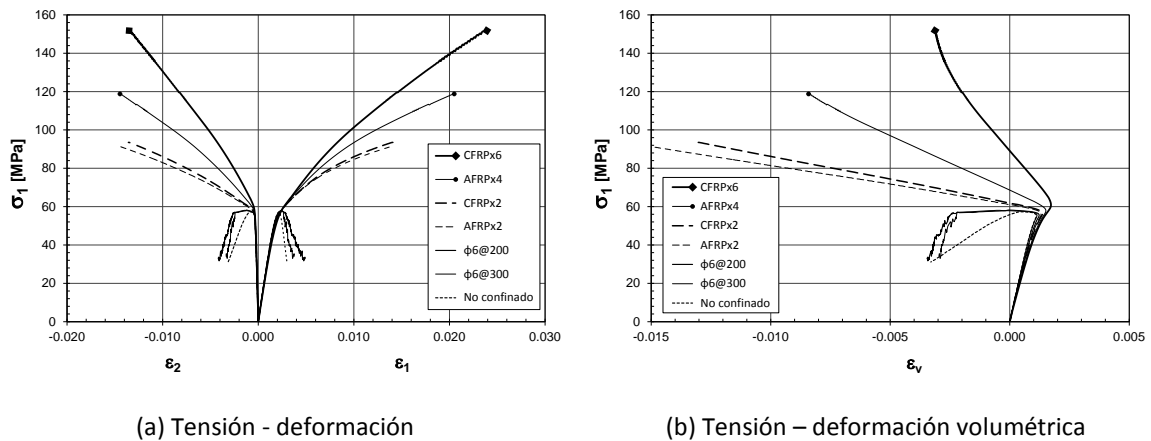 160
140
120
100
80
60
40
20
0
-0.020
-0.010
0.000
0.010
0.020
0.030
σ1 [MPa]
ε2
ε1
CFRPx6
AFRPx4
CFRPx2
AFRPx2
ϕ6@200
ϕ6@300
No confinado
(a) Tensión - deformación
160
140
120
100
80
60
40
20
0
-0.015
-0.010
-0.005
0.000
0.005
σ1 [MPa]
εv
CFRPx6
AFRPx4
CFRPx2
AFRPx2
ϕ6@200
ϕ6@300
No confinado
(b) Tensión – deformación volumétrica